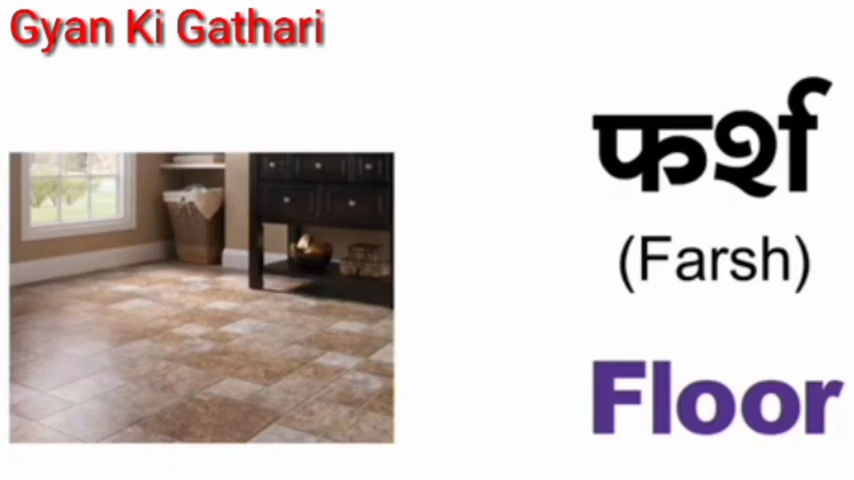 Gyan Ki Gathari
फर्श
(Farsh)
Floor